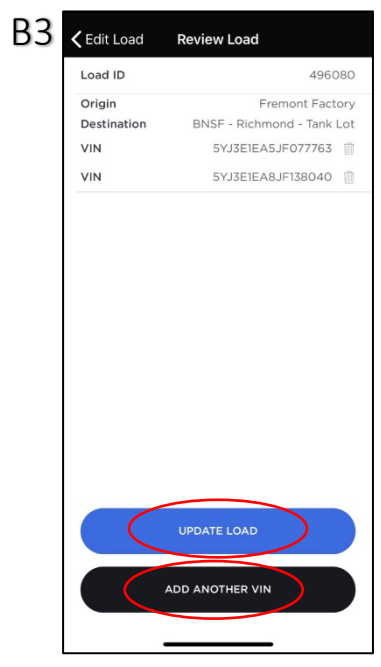 B3
Edit Load Review Load
Load ID 496080
Origin Fremont Factory
Destination BNSF - Richmond - Tank Lot
VIN 5YJ3E1EA5JF077763
VIN 5YJ3E1EA8JF138040
UPDATE LOAD
ADD ANOTHER VIN